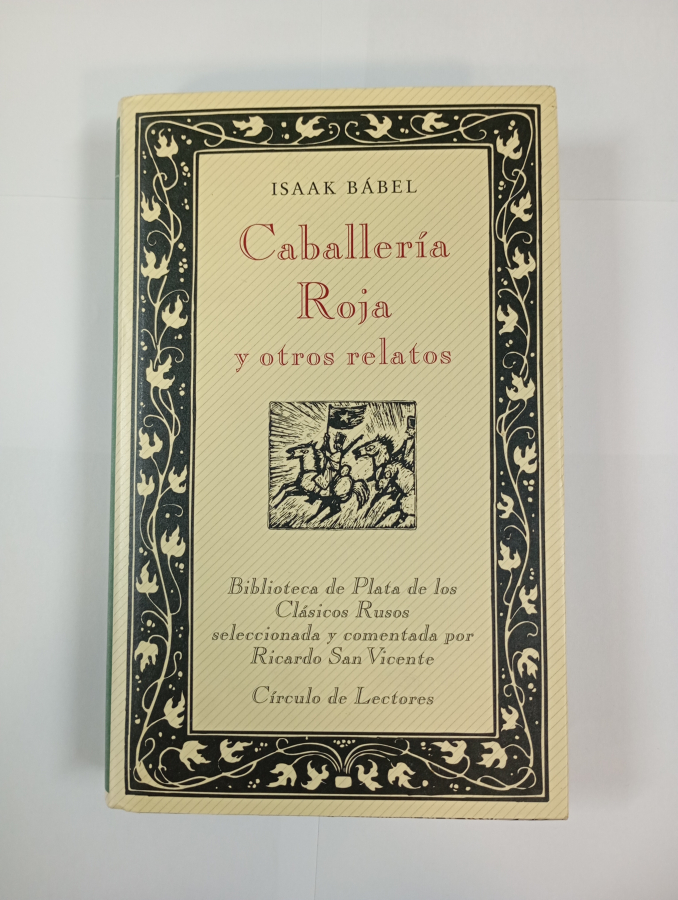 ISAAK BÁBEL
Caballería
Roja
y otros relatos
Biblioteca de Plata de los
Clásicos Rusos
seleccionada y comentada por
Ricardo San Vicente
Círculo de Lectores